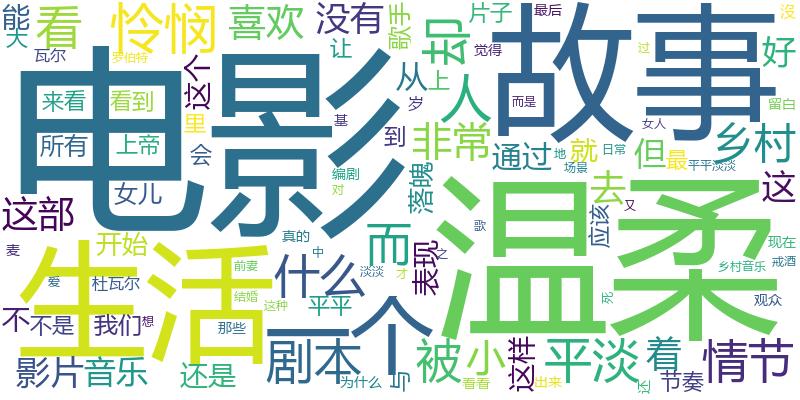 能
看
怜悯
喜欢
没有
歌手
却
片子
最后
故事
没
大
瓦尔
罗伯特
这个
让
觉得
过
好
电影
从
上
人
岁
而是
留白
来看
看到
里
所有
上帝
会
基
到
非常
通过
就
女人
但
最
乡村
日常
地
场景
平平淡淡
女儿
编剧
对
落魄
去
这
这部
温柔
应该
又
开始
而
表现
歌
麦
生活
什么
真的
中
之
现在
戒酒
乡村音乐
爱
杜瓦尔
前妻
淡淡
才
结婚
这种
平平
一个
死
观众
不
不是
我们
想
那些
剧本
被
小
这样
平淡
着
情节
影片
音乐
还是
为什么
与
看看
出来
还
节奏